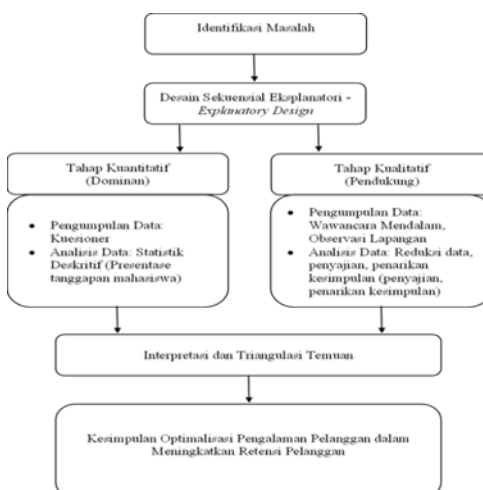 Identifikasi Masalah
Desain Sekuensial Eksplanatori -
Explanatory Design
Tahap Kuantitatif
(Dominan)
• Pengumpulan Data:
Kuesioner
• Analisis Data: Statistik
Deskritif (Presentase
tanggapan mahasiswa)
Tahap Kualitatif
(Pendukung)
• Pengumpulan Data:
Wawancara Mendalam,
Observasi Lapangan
• Analisis Data: Reduksi data,
penyajian, penarikan
kesimpulan (penyajian,
penarikan kesimpulan)
Interpretasi dan Triangulasi Temuan
Kesimpulan Optimalisasi Pengalaman Pelanggan dalam
Meningkatkan Retensi Pelanggan